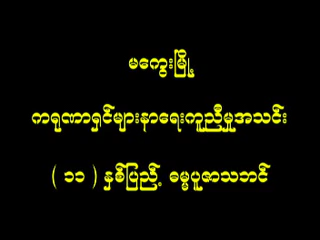 မကွေးမြို့
ကရုဏာရှင်များနာရေးကူညီမှုအသင်း
( ၁၁ ) နှစ်ပြည့် ဓမ္မပူဇာသဘင်